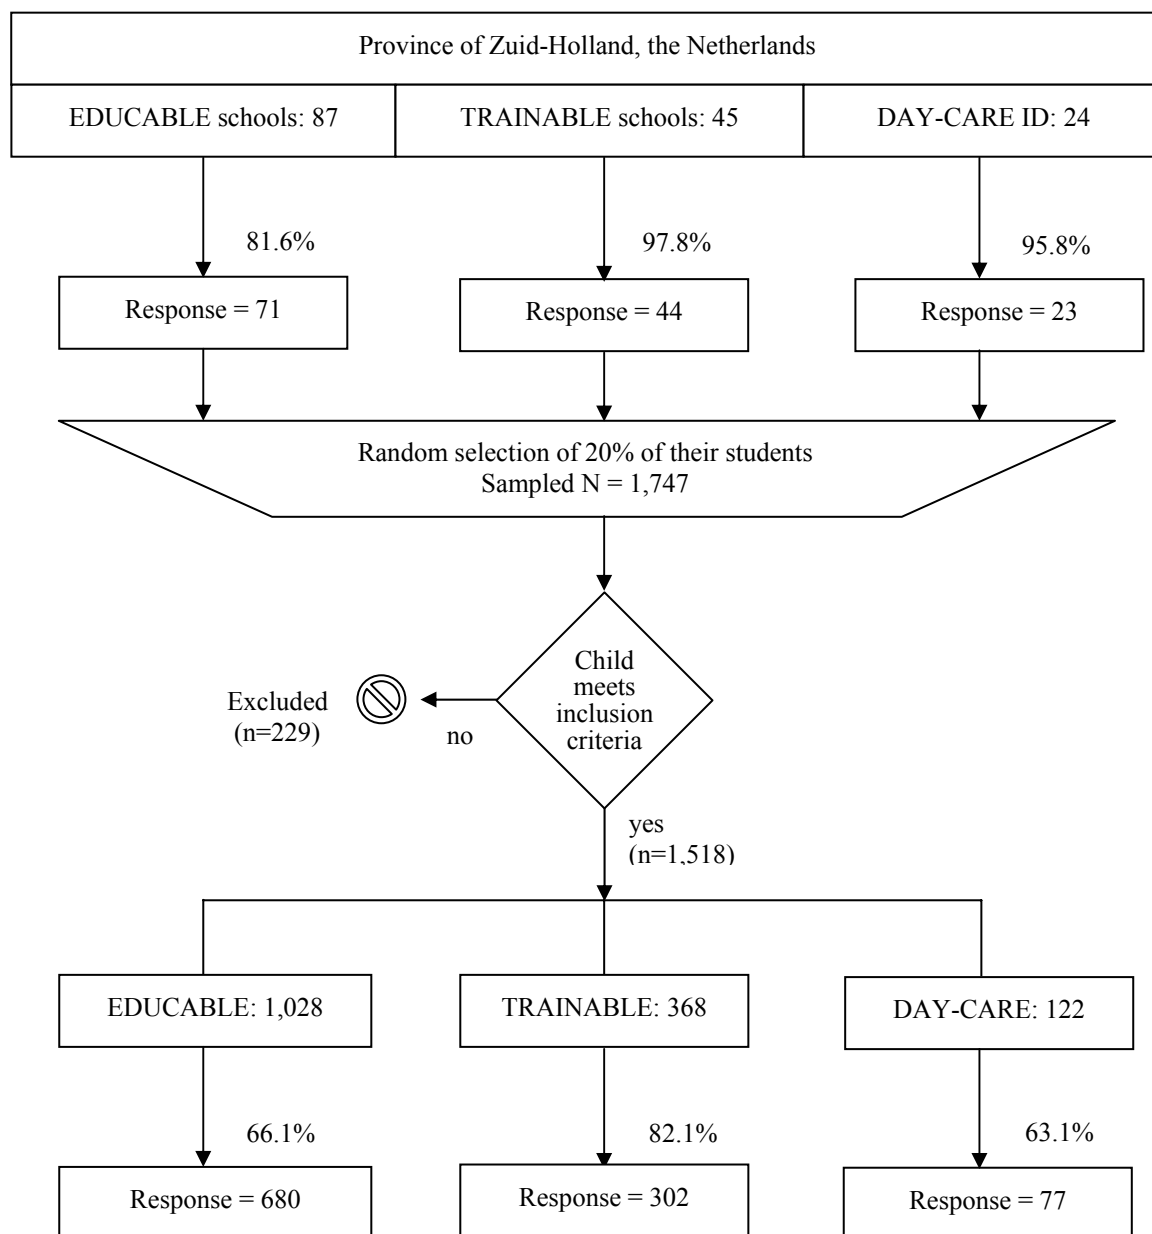 Province of Zuid-Holland, the Netherlands
EDUCABLE schools: 87
TRAINABLE schools: 45
DAY-CARE ID: 24
81.6%
97.8%
95.8%
Response = 71
Response = 44
Response = 23
Random selection of 20% of their students
Sampled N = 1,747
Child
meets
inclusion
criteria
Excluded
(n=229)
no
yes
(n=1,518)
EDUCABLE: 1,028
TRAINABLE: 368
DAY-CARE: 122
66.1%
82.1%
63.1%
Response = 680
Response = 302
Response = 77